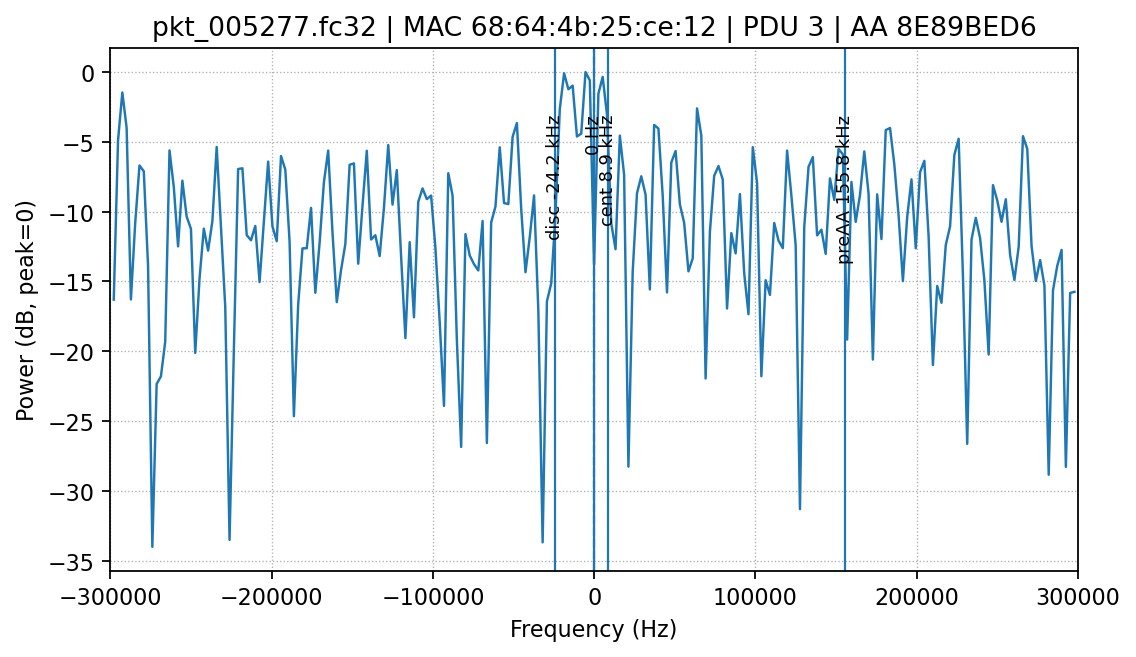 pkt_005277.fc32 | MAC 68:64:4b:25:ce:12 | PDU 3 | AA 8E89BED6
Power (dB, peak=0)
0
−5
−10
−15
−20
−25
−30
−35
disc -24.2 kHz
0 Hz
cent 8.9 kHz
preAA 155.8 kHz
−300000
−200000
−100000
0
100000
200000
300000
Frequency (Hz)